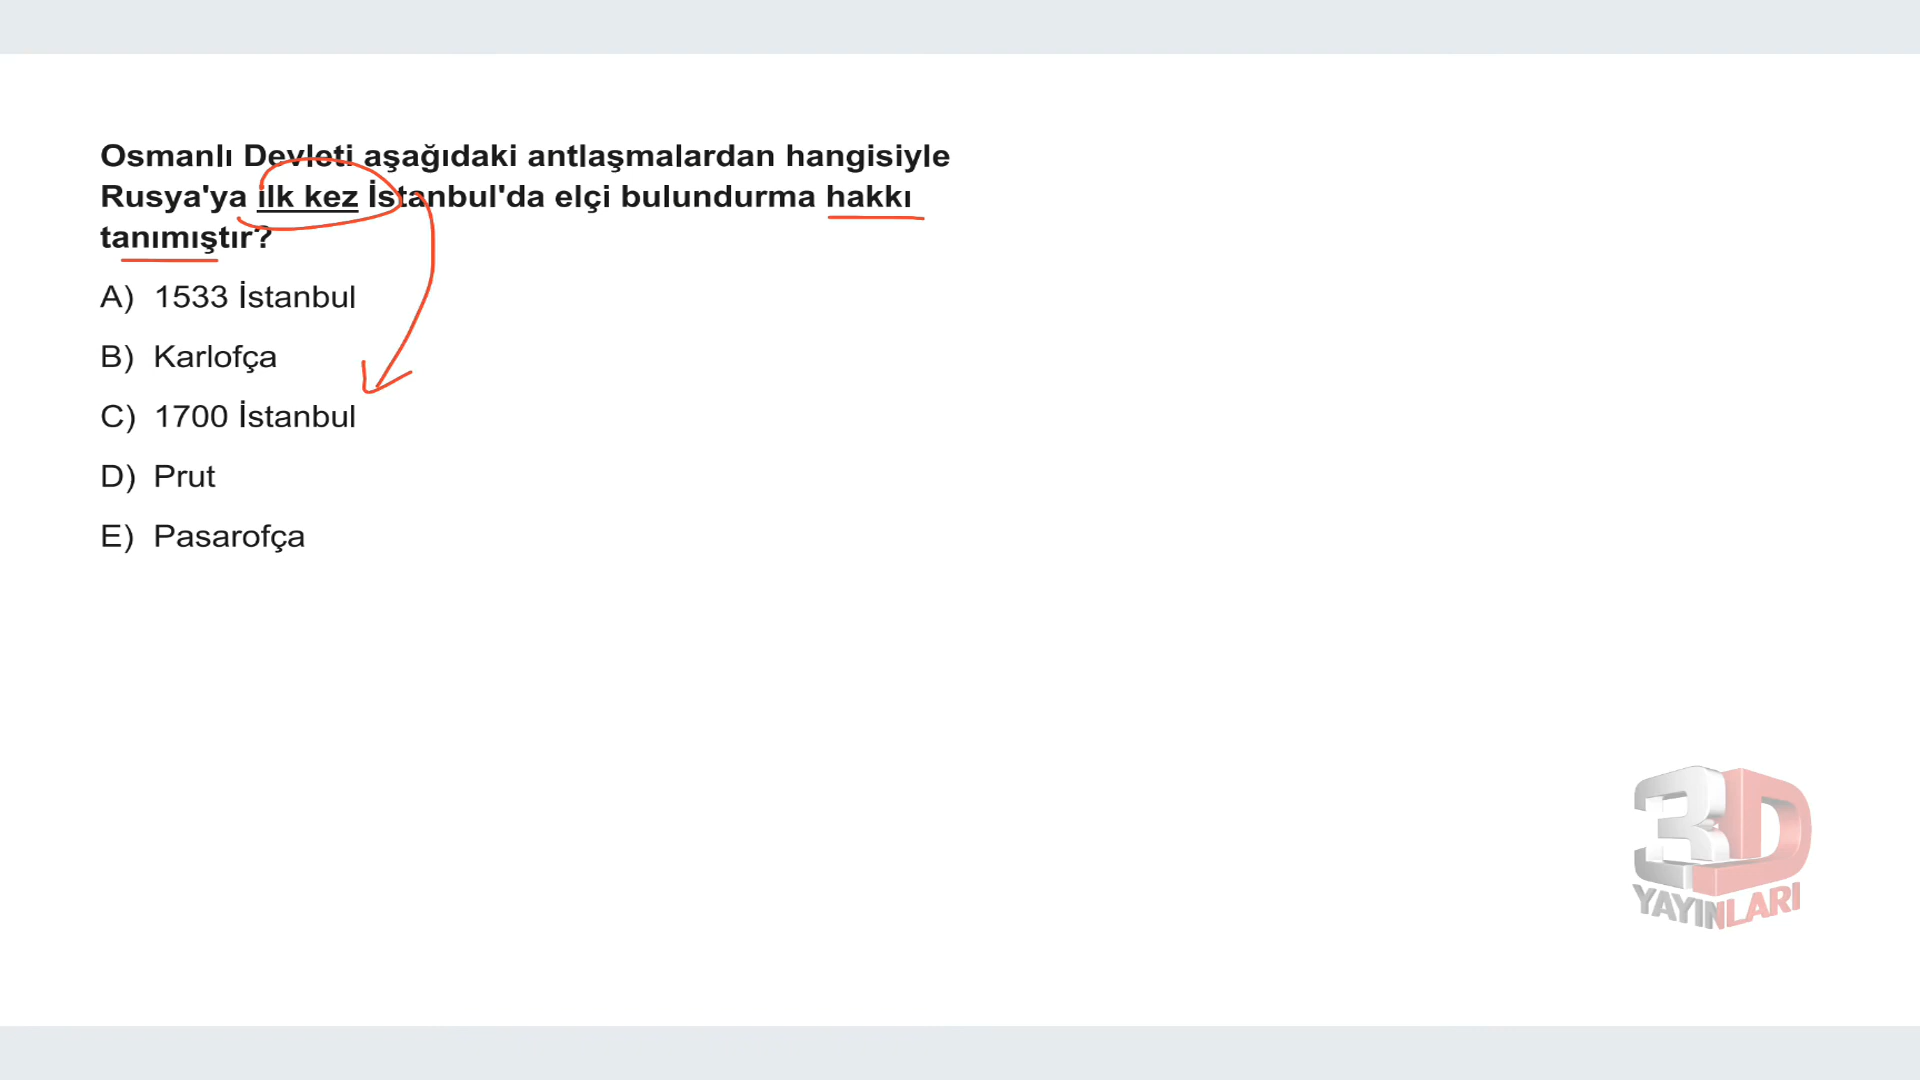 Osmanlı Devleti aşağıdaki antlaşmalardan hangisiyle
Rusya'ya ilk kez İstanbul'da elçi bulundurma hakkı
tanımıştır?
A) 1533 İstanbul
B) Karlofça
C) 1700 İstanbul
D) Prut
E) Pasarofça
3D
YAYINLARI